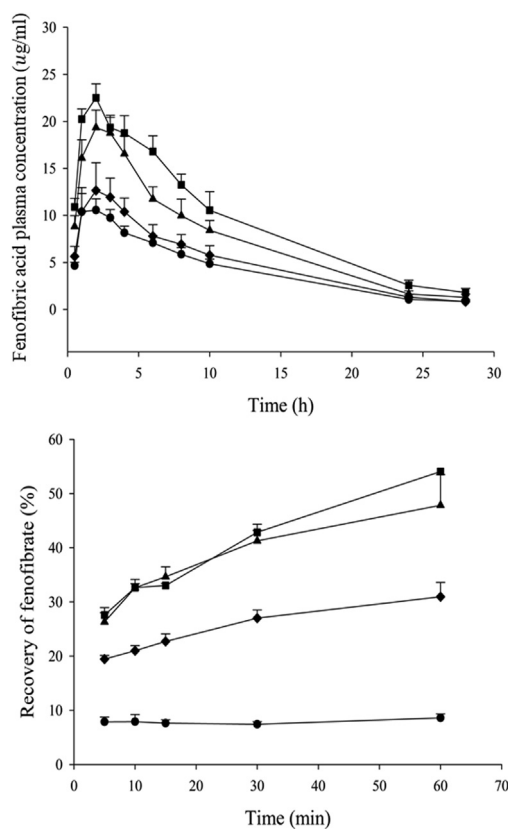 Fenofibric acid plasma concentration (ug/ml)
30
25
20
15
10
5
0
0 5 10 15 20 25 30
Time (h)
Recovery of fenofibrate (%)
60
50
40
30
20
10
0
0 10 20 30 40 50 60 70
Time (min)